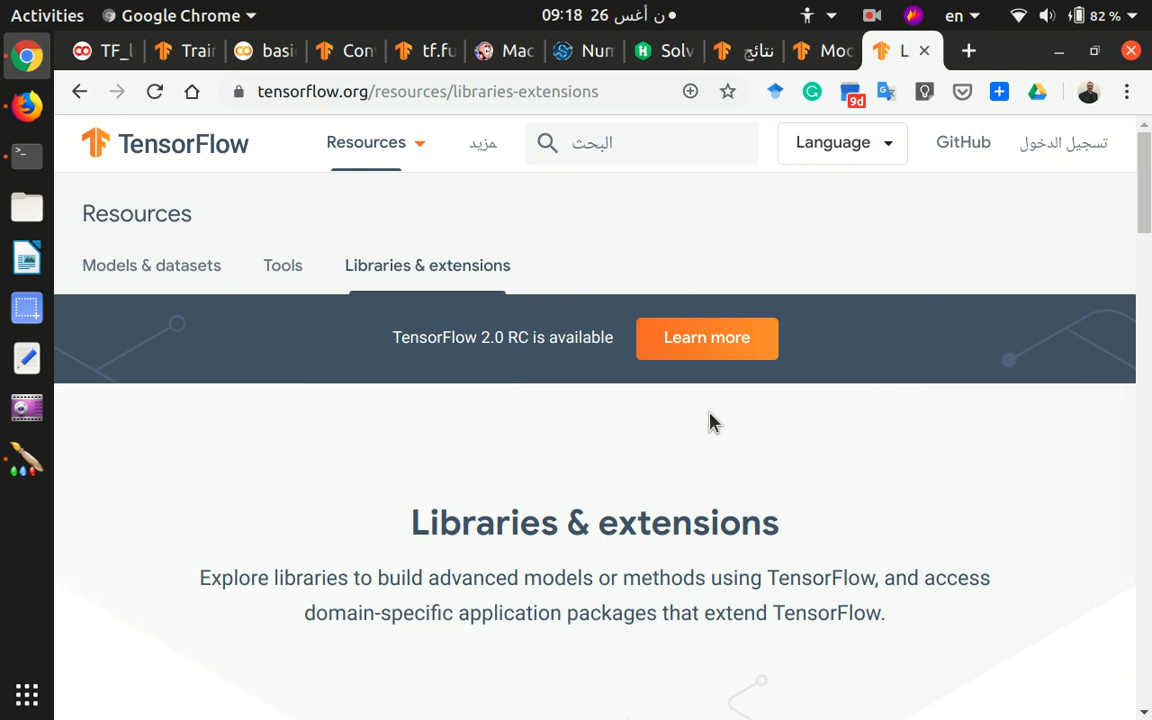 Activities Google Chrome 09:18 26 ن أغس en 82 %
TF_L Trai basi Con tf.fu Mac Num Solv نتائج Moc L
tensorflow.org/resources/libraries-extensions 9d
TensorFlow Resources مزيد البحث Language GitHub تسجيل الدخول
Resources
Models & datasets Tools Libraries & extensions
TensorFlow 2.0 RC is available Learn more
Libraries & extensions
Explore libraries to build advanced models or methods using TensorFlow, and access
domain-specific application packages that extend TensorFlow.